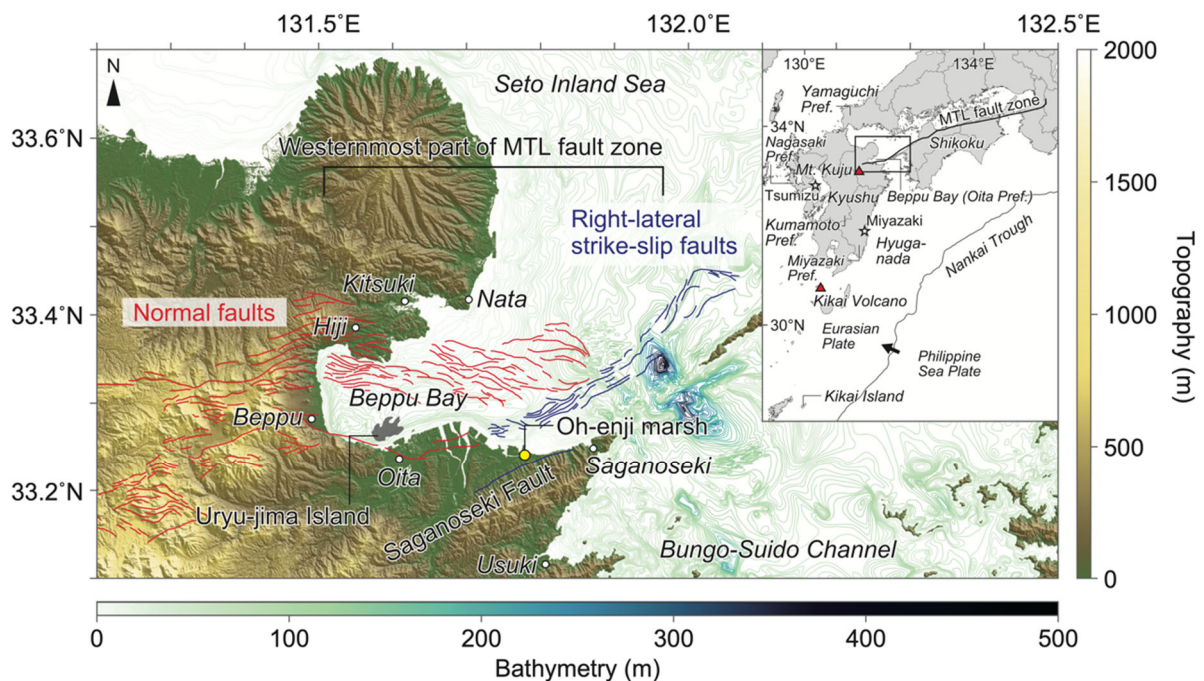 131.5°E
132.0°E
132.5°E
N
33.6°N
33.4°N
33.2°N
Seto Inland Sea
Westernmost part of MTL fault zone
Right-lateral
strike-slip faults
Normal faults
Kitsuki
Nata
Hiji
Beppu
Beppu Bay
Oh-enji marsh
Oita
Saganoseki
Saganoseki Fault
Uryu-jima Island
Usuki
Bungo-Suido Channel
130°E
134°E
Yamaguchi
Pref.
34°N
MTL fault zone
Nagasaki
Pref.
Shikoku
Mt. Kuju
Tsumizu
Kyushu
Beppu Bay (Oita Pref.)
Kumamoto
Pref.
Miyazaki
Hyuga-
nada
Miyazaki
Pref.
Nankai Trough
Kikai Volcano
30°N
Eurasian
Plate
Philippine
Sea Plate
Kikai Island
2000
1500
1000
500
0
Topography (m)
0
100
200
300
400
500
Bathymetry (m)